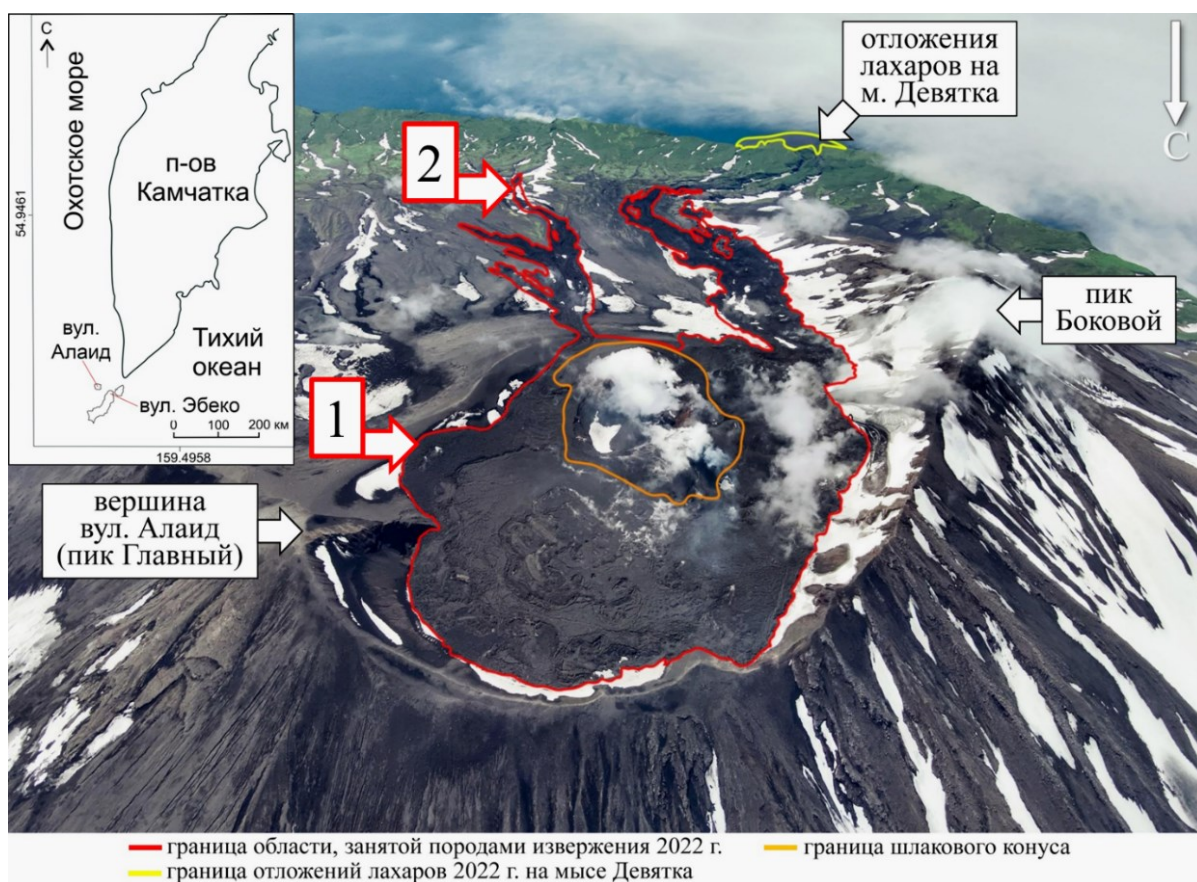 С
Охотское море
п-ов
Камчатка
54.9461
вул.
Алаид
Тихий
океан
вул. Эбеко
0 100 200 км
159.4958
отложения
лахаров на
м. Девятка
С
2
пик
Боковой
1
вершина
вул. Алаид
(пик Главный)
граница области, занятой породами извержения 2022 г.
граница шлакового конуса
граница отложений лахаров 2022 г. на мысе Девятка